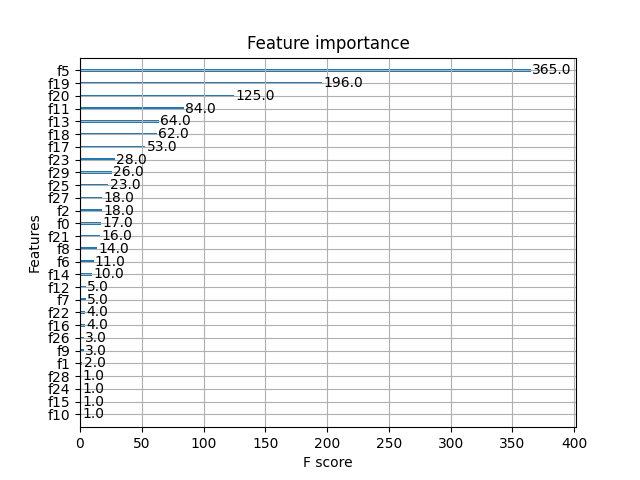 Feature importance
f5 365.0
f19 196.0
f20 125.0
f11 84.0
f13 64.0
f18 62.0
f17 53.0
f23 28.0
f29 26.0
f25 23.0
f27 18.0
f2 18.0
f0 17.0
f21 16.0
f8 14.0
f6 11.0
f14 10.0
f12 5.0
f7 5.0
f22 4.0
f16 4.0
f26 3.0
f9 3.0
f1 2.0
f28 1.0
f24 1.0
f15 1.0
f10 1.0
Features
0 50 100 150 200 250 300 350 400
F score